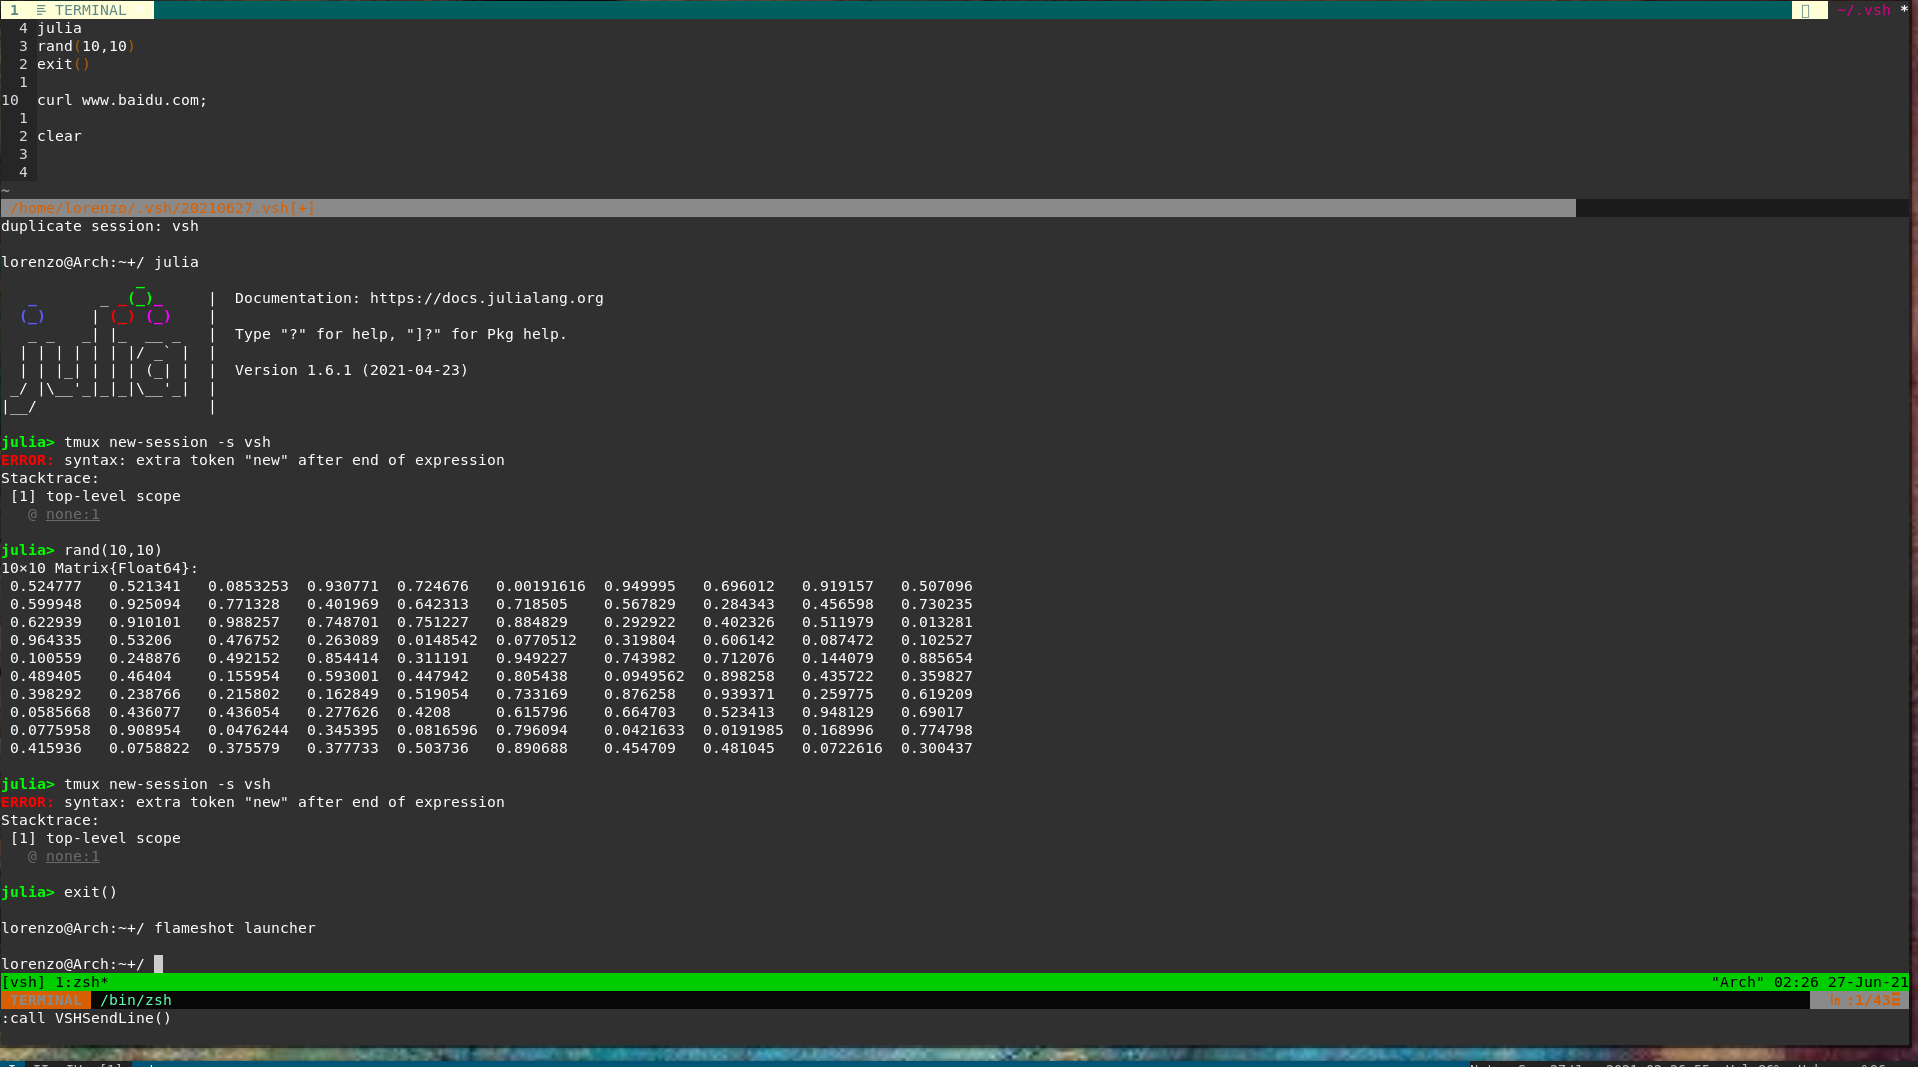 1 ≡ TERMINAL ~/.vsh *
4 julia
3 rand(10,10)
2 exit()
1
10 curl www.baidu.com;
1
2 clear
3
4
~
/home/lorenzo/.vsh/20210627.vsh[+]
duplicate session: vsh
lorenzo@Arch:~+/ julia
               _
   _       _ _(_)_     |  Documentation: https://docs.julialang.org
  (_)     | (_) (_)    |
   _ _   _| |_  __ _   |  Type "?" for help, "]?" for Pkg help.
  | | | | | | |/ _` |  |
  | | |_| | | | (_| |  |  Version 1.6.1 (2021-04-23)
 _/ |\__'_|_|_|\__'_|  |
|__/                   |
julia> tmux new-session -s vsh
ERROR: syntax: extra token "new" after end of expression
Stacktrace:
 [1] top-level scope
   @ none:1
julia> rand(10,10)
10×10 Matrix{Float64}:
 0.524777   0.521341   0.0853253  0.930771  0.724676   0.00191616  0.949995   0.696012   0.919157   0.507096
 0.599948   0.925094   0.771328   0.401969  0.642313   0.718505    0.567829   0.284343   0.456598   0.730235
 0.622939   0.910101   0.988257   0.748701  0.751227   0.884829    0.292922   0.402326   0.511979   0.013281
 0.964335   0.53206    0.476752   0.263089  0.0148542  0.0770512   0.319804   0.606142   0.087472   0.102527
 0.100559   0.248876   0.492152   0.854414  0.311191   0.949227    0.743982   0.712076   0.144079   0.885654
 0.489405   0.46404    0.155954   0.593001  0.447942   0.805438    0.0949562  0.898258   0.435722   0.359827
 0.398292   0.238766   0.215802   0.162849  0.519054   0.733169    0.876258   0.939371   0.259775   0.619209
 0.0585668  0.436077   0.436054   0.277626  0.4208     0.615796    0.664703   0.523413   0.948129   0.69017
 0.0775958  0.908954   0.0476244  0.345395  0.0816596  0.796094    0.0421633  0.0191985  0.168996   0.774798
 0.415936   0.0758822  0.375579   0.377733  0.503736   0.890688    0.454709   0.481045   0.0722616  0.300437
julia> tmux new-session -s vsh
ERROR: syntax: extra token "new" after end of expression
Stacktrace:
 [1] top-level scope
   @ none:1
julia> exit()
lorenzo@Arch:~+/ flameshot launcher
lorenzo@Arch:~+/
[vsh] 1:zsh* "Arch" 02:26 27-Jun-21
TERMINAL /bin/zsh :1/43≡
:call VSHSendLine()